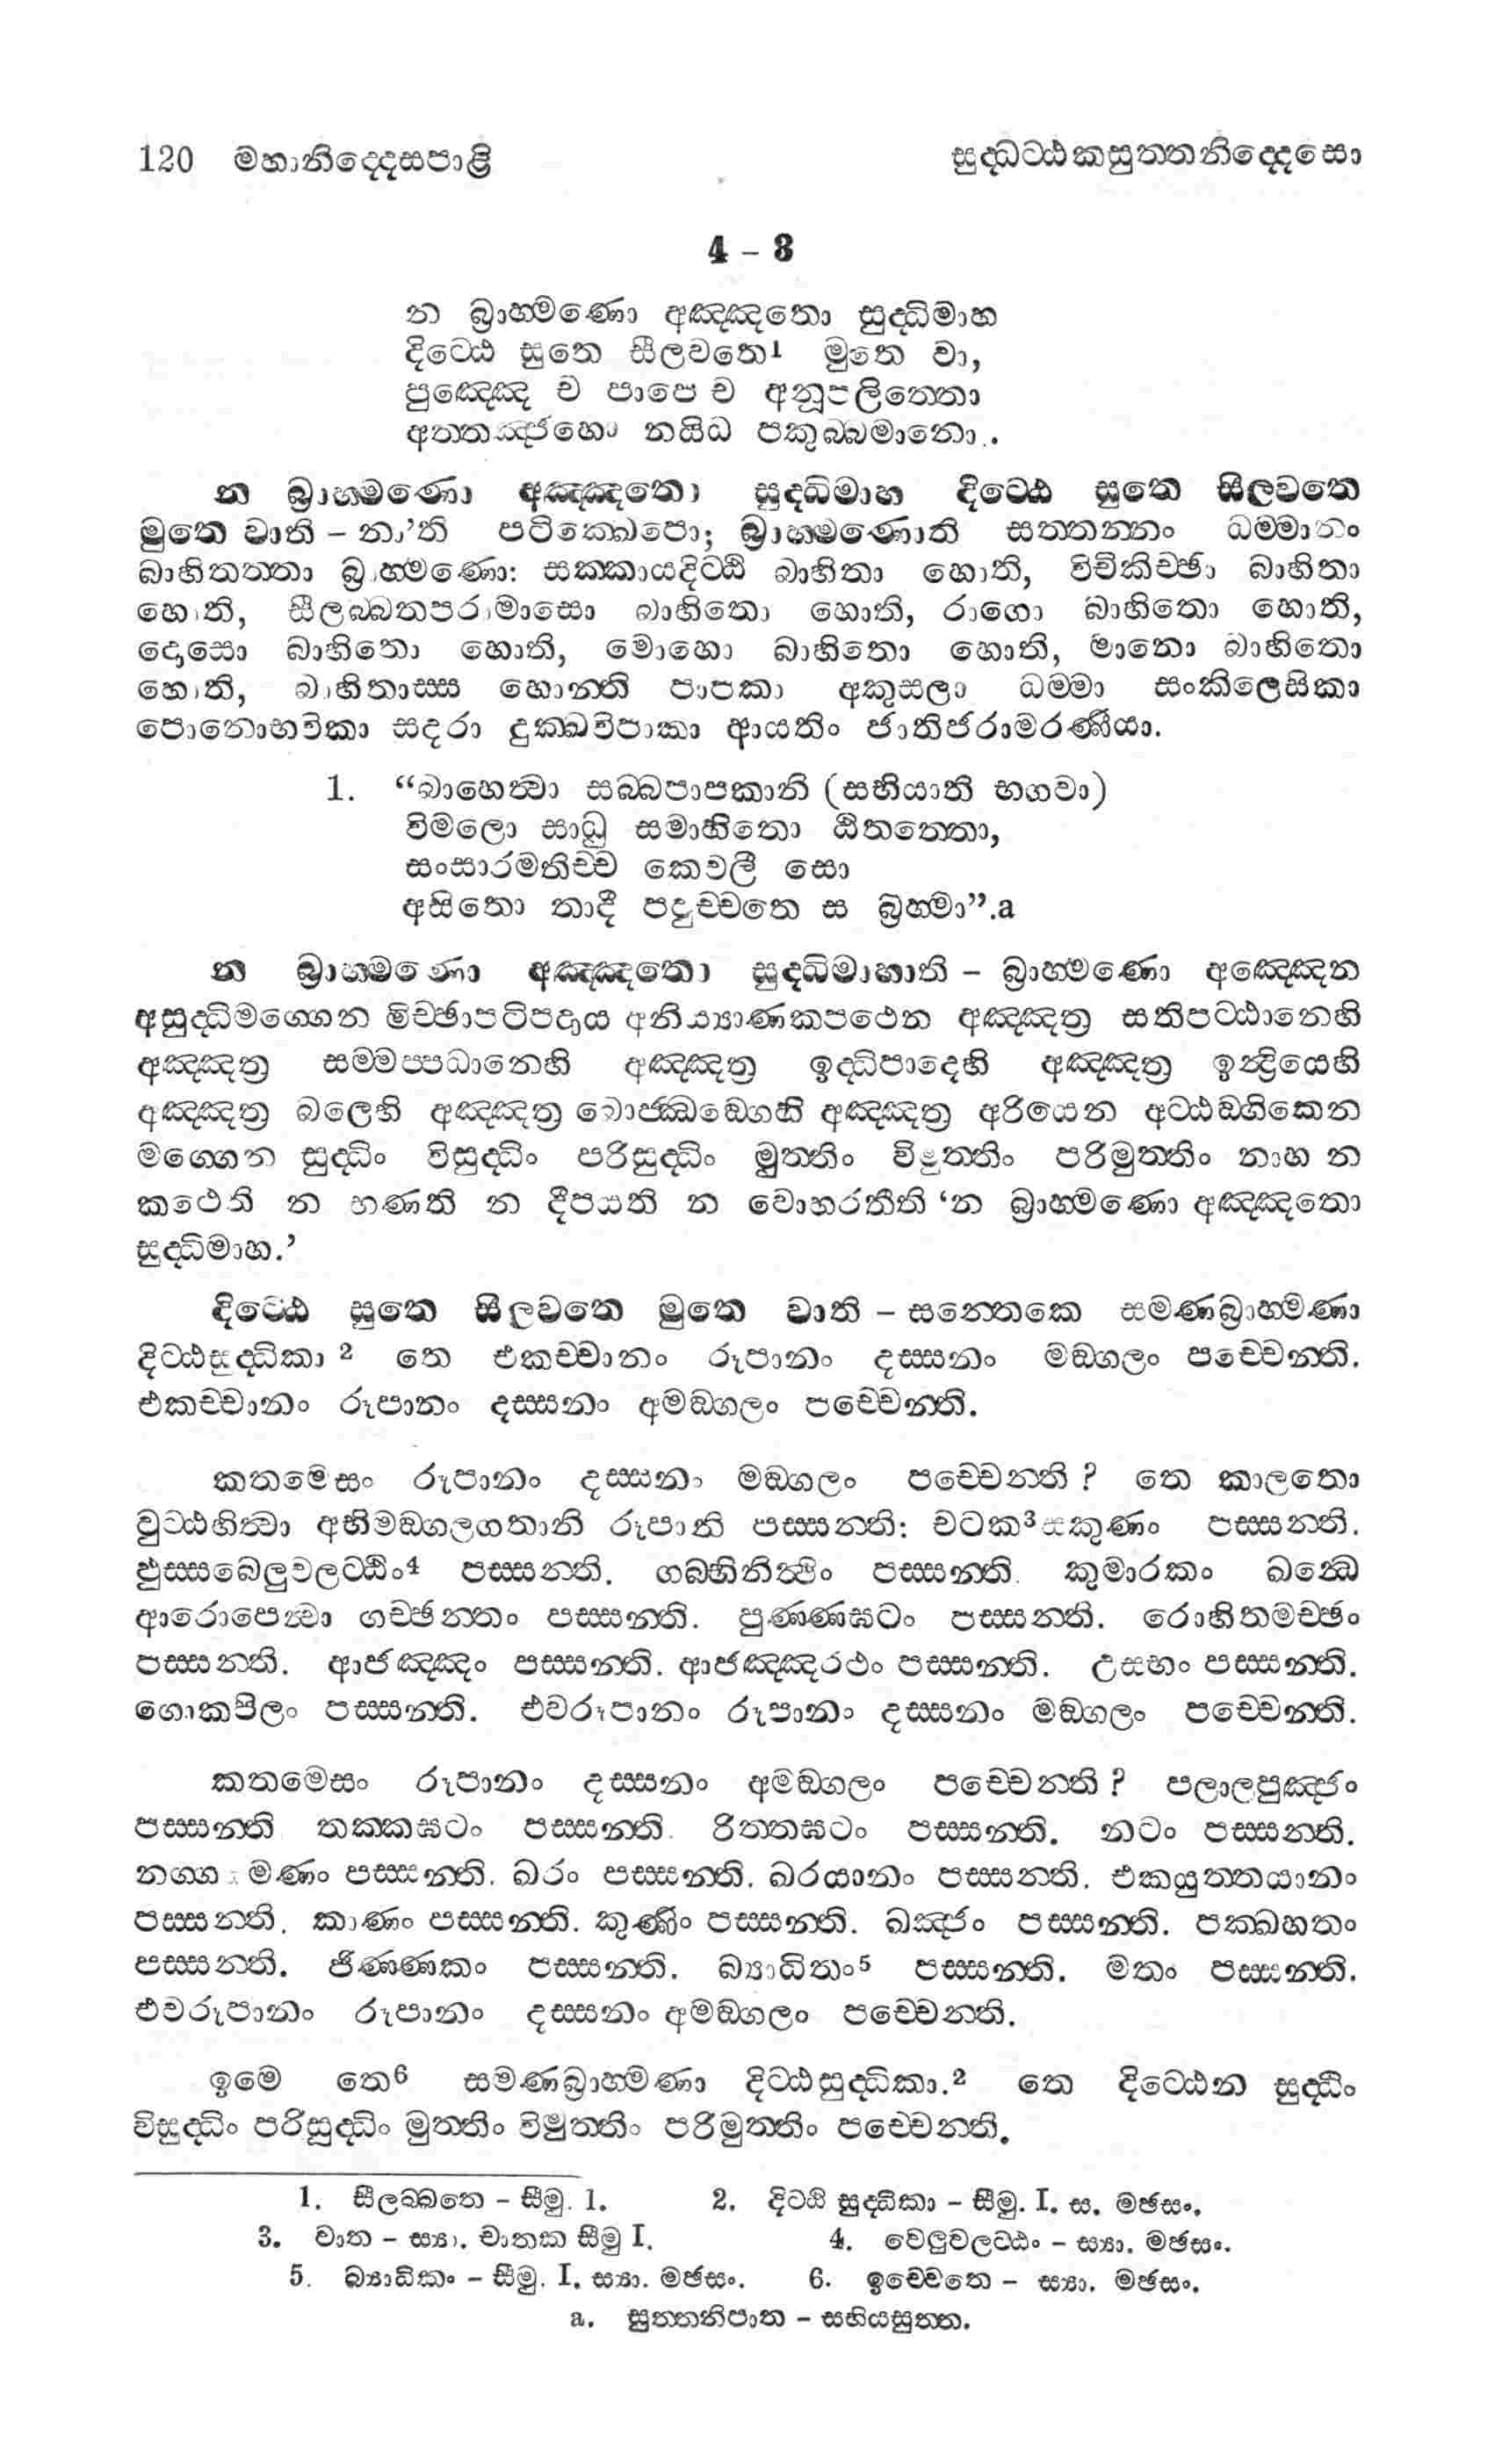 120 මහානිද්දෙසපාළි
සුද්ධට්ඨකසුත්තනිද්දෙසො
4 – 3
න බ්‍රාහ්මණො අඤ්ඤතො සුද්ධිමාහ
දිට්ඨෙ සුතෙ සීලවතෙ1 මුතෙ වා,
පුඤ්ඤෙ ච පාපෙ ච අනූපලිත්තො
අත්තඤ්ජහො නයිධ පකුබ්බමානො.
න බ්‍රාහ්මණො අඤ්ඤතො සුද්ධිමාහ දිට්ඨෙ සුතෙ සීලවතෙ
මුතෙ වාති – නා’ති පටික්ඛෙපො; බ්‍රාහ්මණොති සත්තන්නං ධම්මානං
බාහිතත්තා බ්‍රාහ්මණො: සක්කායදිට්ඨි බාහිතා හොති, විචිකිච්ඡා බාහිතා
හොති, සීලබ්බතපරාමාසො බාහිතො හොති, රාගො බාහිතො හොති,
දොසො බාහිතො හොති, මොහො බාහිතො හොති, මානො බාහිතො
හොති, බාහිතාස්ස හොන්ති පාපකා අකුසලා ධම්මා සංකිලෙසිකා
පොනොභවිකා සදරා දුක්ඛවිපාකා ආයතිං ජාතිජරාමරණීයා.
1. “බාහෙත්වා සබ්බපාපකානි (සභියාති භගවා)
විමලො සාධු සමාහිතො ඨිතත්තො,
සංසාරමතිච්ච කෙවලී සො
අසිතො තාදී පවුච්චතෙ ස බ්‍රහ්මා”.a
න බ්‍රාහ්මණො අඤ්ඤතො සුද්ධිමාහාති – බ්‍රාහ්මණො අඤ්ඤෙන
අසුද්ධිමග්ගෙන මිච්ඡාපටිපදාය අනිය්‍යාණකපථෙන අඤ්ඤත්‍ර සතිපට්ඨානෙහි
අඤ්ඤත්‍ර සම්මප්පධානෙහි අඤ්ඤත්‍ර ඉද්ධිපාදෙහි අඤ්ඤත්‍ර ඉන්ද්‍රියෙහි
අඤ්ඤත්‍ර බලෙහි අඤ්ඤත්‍ර බොජ්ඣඞ්ගෙහි අඤ්ඤත්‍ර අරියෙන අට්ඨඞ්ගිකෙන
මග්ගෙන සුද්ධිං විසුද්ධිං පරිසුද්ධිං මුත්තිං විමුත්තිං පරිමුත්තිං නාහ න
කථෙති න භණති න දීපයති න වොහරතීති ‘න බ්‍රාහ්මණො අඤ්ඤතො
සුද්ධිමාහ.’
දිට්ඨෙ සුතෙ සීලවතෙ මුතෙ වාති – සන්තෙකෙ සමණබ්‍රාහ්මණා
දිට්ඨසුද්ධිකා 2 තෙ එකච්චානං රූපානං දස්සනං මඞ්ගලං පච්චෙන්ති.
එකච්චානං රූපානං දස්සනං අමඞ්ගලං පච්චෙන්ති.
කතමෙසං රූපානං දස්සනං මඞ්ගලං පච්චෙන්ති? තෙ කාලතො
වුට්ඨහිත්වා අභිමඞ්ගලගතානි රූපානි පස්සන්ති: චටක3සකුණං පස්සන්ති.
ඵුස්සබෙලුවලට්ඨිං4 පස්සන්ති. ගබ්භිනිත්ථිං පස්සන්ති. කුමාරකං ඛන්ධෙ
ආරොපෙත්වා ගච්ඡන්තං පස්සන්ති. පුණ්ණඝටං පස්සන්ති. රොහිතමච්ඡං
පස්සන්ති. ආජඤ්ඤං පස්සන්ති. ආජඤ්ඤරථං පස්සන්ති. උසභං පස්සන්ති.
ගොකපිලං පස්සන්ති. එවරූපානං රූපානං දස්සනං මඞ්ගලං පච්චෙන්ති.
කතමෙසං රූපානං දස්සනං අමඞ්ගලං පච්චෙන්ති? පලාලපුඤ්ජං
පස්සන්ති තක්කඝටං පස්සන්ති. රිත්තඝටං පස්සන්ති. නටං පස්සන්ති.
නග්ග මණං පස්සන්ති. ඛරං පස්සන්ති. ඛරයානං පස්සන්ති. එකයුත්තයානං
පස්සන්ති. කාණං පස්සන්ති. කුණිං පස්සන්ති. ඛඤ්ජං පස්සන්ති. පක්ඛහතං
පස්සන්ති. ජිණ්ණකං පස්සන්ති. බ්‍යාධිතං5 පස්සන්ති. මතං පස්සන්ති.
එවරූපානං රූපානං දස්සනං අමඞ්ගලං පච්චෙන්ති.
ඉමෙ තෙ6 සමණබ්‍රාහ්මණා දිට්ඨසුද්ධිකා.2 තෙ දිට්ඨෙන සුද්ධිං
විසුද්ධිං පරිසුද්ධිං මුත්තිං විමුත්තිං පරිමුත්තිං පච්චෙන්ති.
1. සීලබ්බතෙ – සීමු. 1. 2. දිට්ඨි සුද්ධිකා – සීමු. I. ස. මඡසං.
3. වාත – ස්‍යා. චාතක සීමු I. 4. වෙලුවලට්ඨං – ස්‍යා. මඡසං.
5. බ්‍යාධිකං – සීමු. I. ස්‍යා. මඡසං. 6. ඉච්චෙතෙ – ස්‍යා. මඡසං.
a. සුත්තනිපාත – සභියසුත්ත.